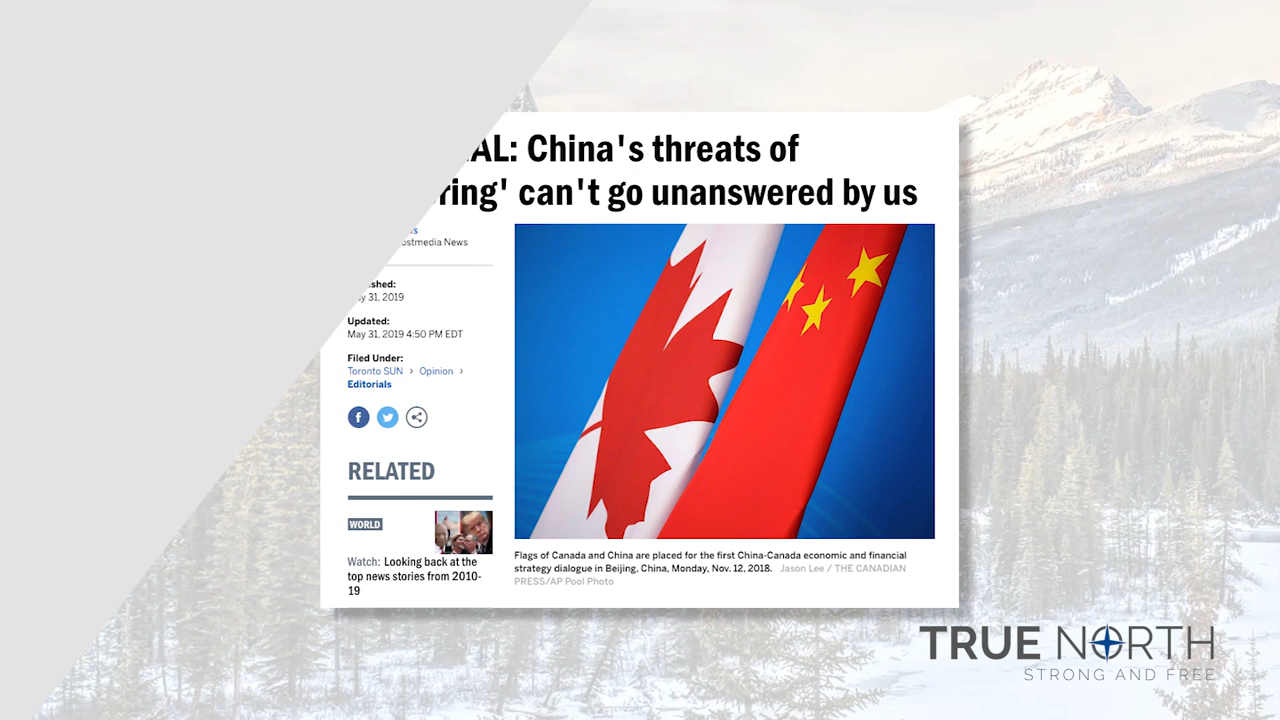 AL: China's threats of
ring' can't go unanswered by us
ostmedia News
shed:
y 31, 2019
Updated:
May 31, 2019 4:50 PM EDT
Filed Under:
Toronto SUN › Opinion ›
Editorials
RELATED
WORLD
Watch: Looking back at the
top news stories from 2010-
19
Flags of Canada and China are placed for the first China-Canada economic and financial
strategy dialogue in Beijing, China, Monday, Nov. 12, 2018. Jason Lee / THE CANADIAN
PRESS/AP Pool Photo
TRUE NORTH
STRONG AND FREE